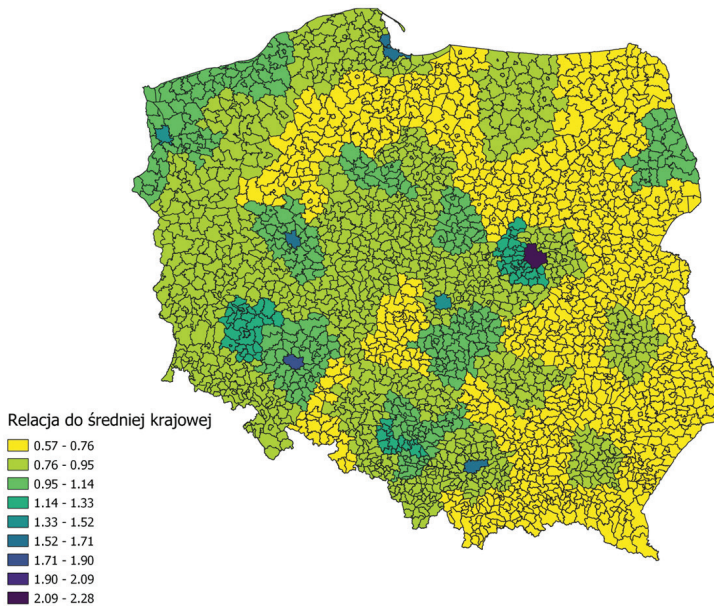 Relacja do średniej krajowej
0.57 - 0.76
0.76 - 0.95
0.95 - 1.14
1.14 - 1.33
1.33 - 1.52
1.52 - 1.71
1.71 - 1.90
1.90 - 2.09
2.09 - 2.28